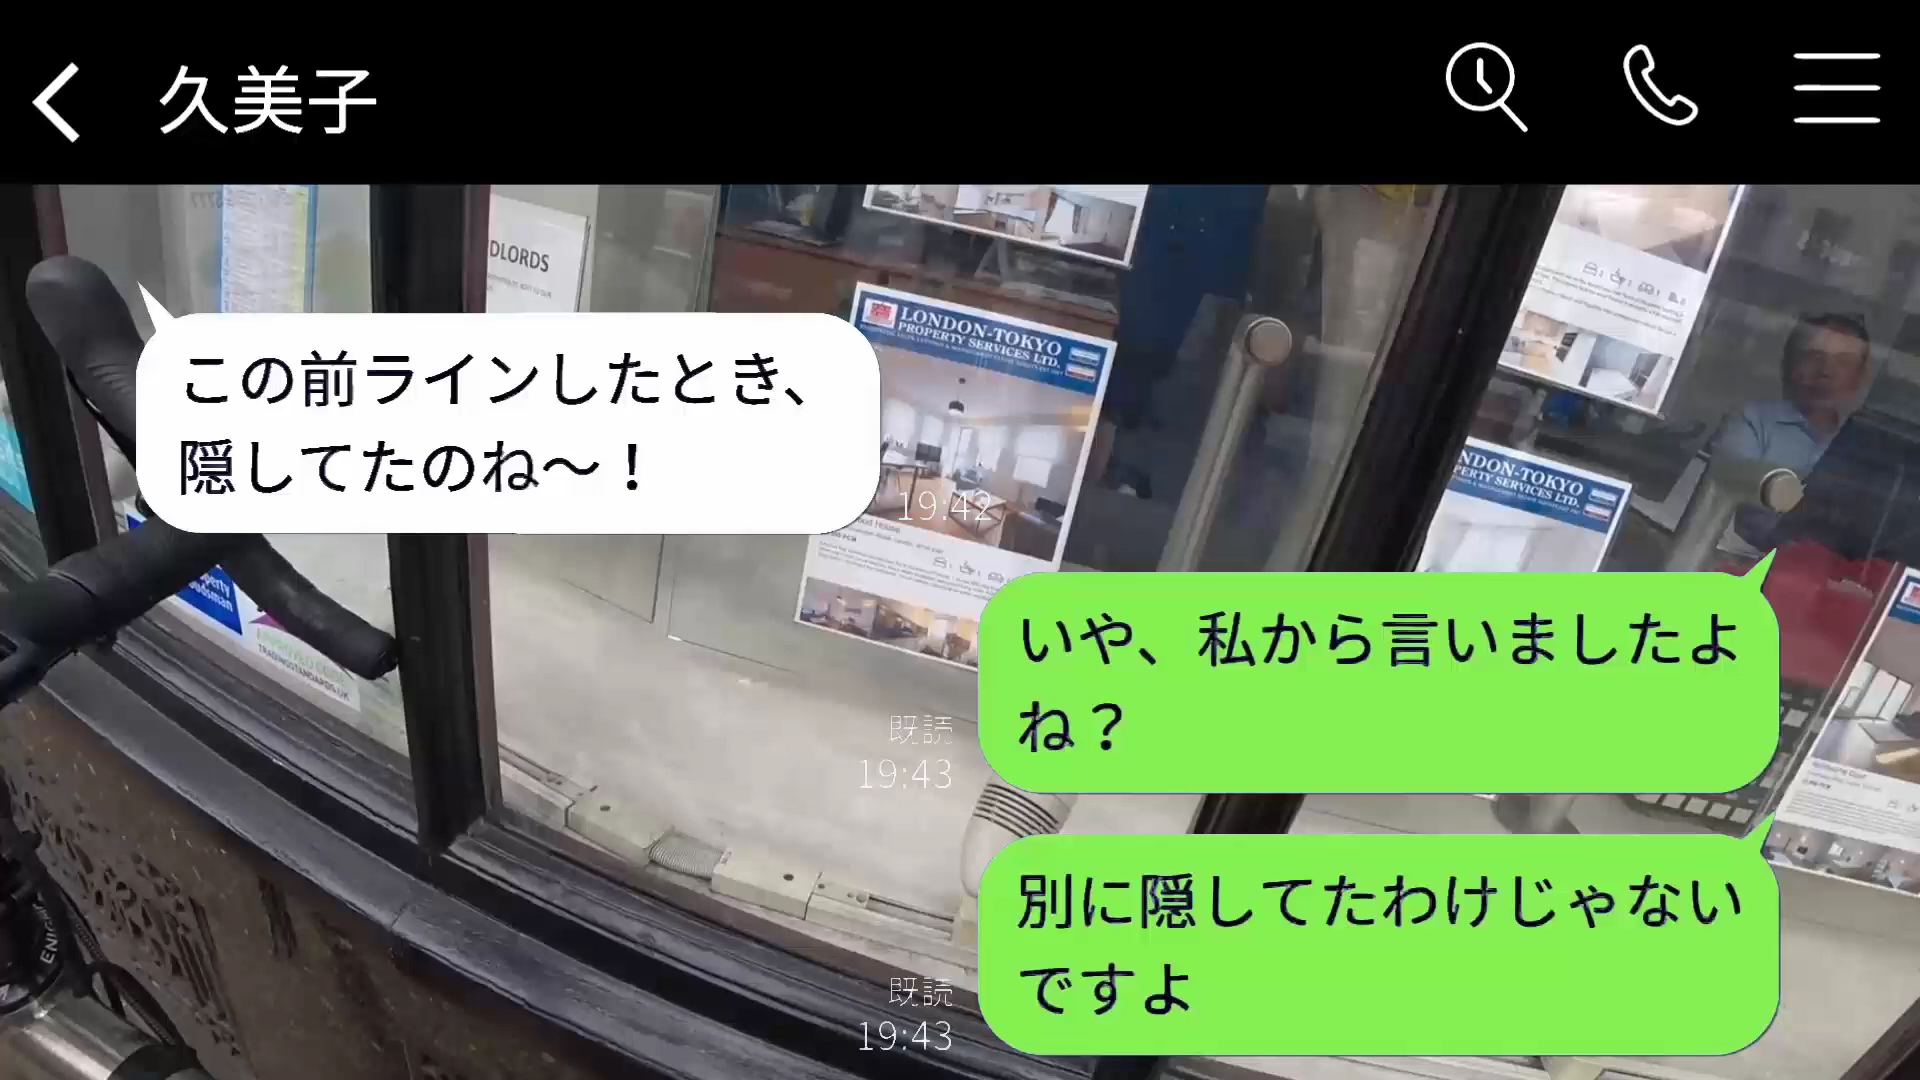 久美子
DLORDS
LONDON-TOKYO
PROPERTY SERVICES LTD.
この前ラインしたとき、
隠してたのね〜！
19:42
NDON-TOKYO
PERTY SERVICES LTD.
いや、私から言いましたよ
ね？
既読
19:43
TRADINGSTANDARDS.UK
別に隠してたわけじゃない
ですよ
既読
19:43